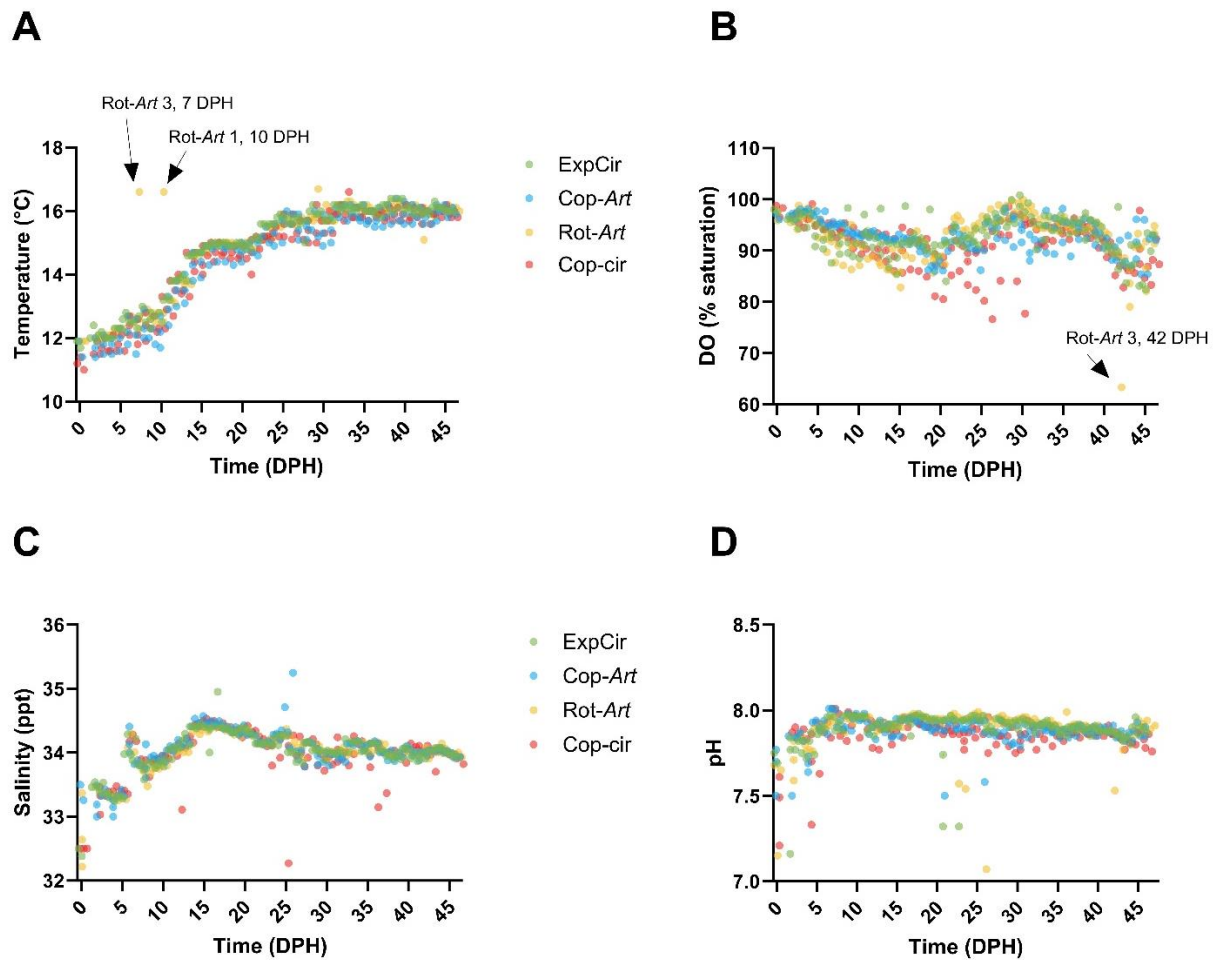 A
Rot-Art 3, 7 DPH
Rot-Art 1, 10 DPH
Temperature (°C)
18
16
14
12
10
0 5 10 15 20 25 30 35 40 45
Time (DPH)
ExpCir
Cop-Art
Rot-Art
Cop-cir
B
DO (% saturation)
110
100
90
80
70
60
Rot-Art 3, 42 DPH
0 5 10 15 20 25 30 35 40 45
Time (DPH)
C
Salinity (ppt)
36
35
34
33
32
0 5 10 15 20 25 30 35 40 45
Time (DPH)
ExpCir
Cop-Art
Rot-Art
Cop-cir
D
pH
8.5
8.0
7.5
7.0
0 5 10 15 20 25 30 35 40 45
Time (DPH)